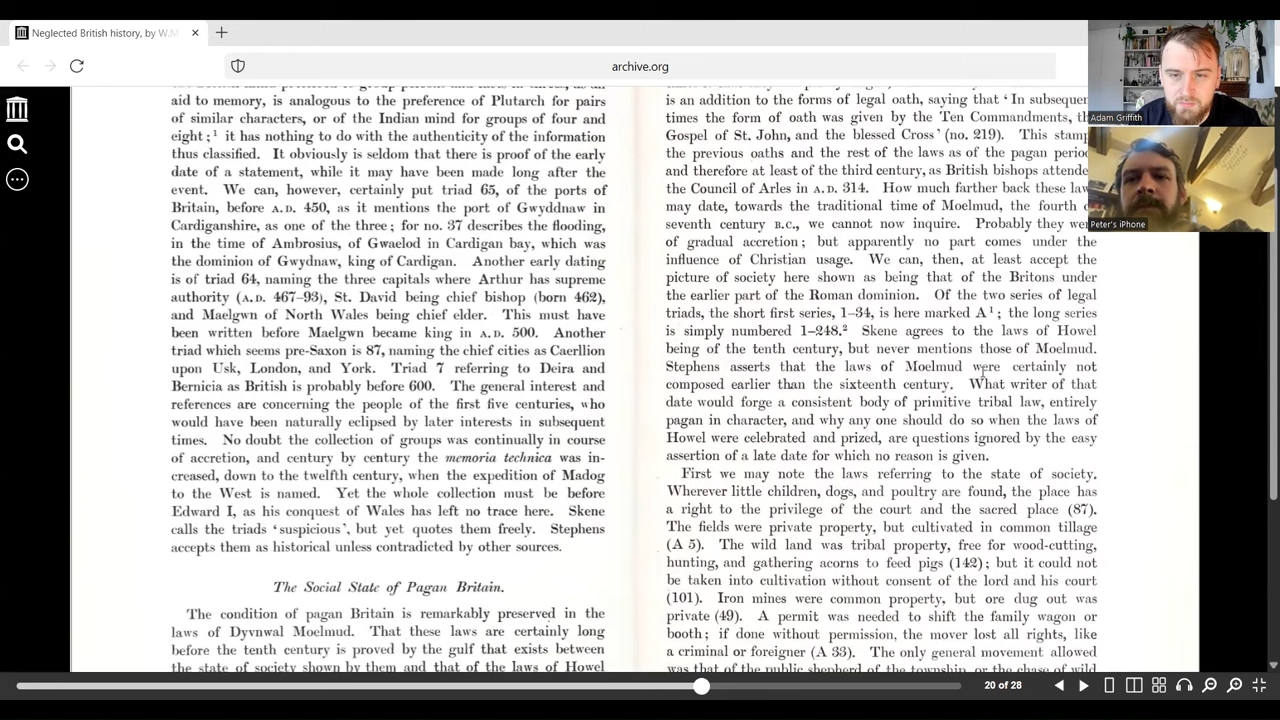 Neglected British history, by W.M
archive.org
aid to memory, is analogous to the preference of Plutarch for pairs
of similar characters, or of the Indian mind for groups of four and
eight ;¹ it has nothing to do with the authenticity of the information
thus classified. It obviously is seldom that there is proof of the early
date of a statement, while it may have been made long after the
event. We can, however, certainly put triad 65, of the ports of
Britain, before A.D. 450, as it mentions the port of Gwyddnaw in
Cardiganshire, as one of the three ; for no. 37 describes the flooding,
in the time of Ambrosius, of Gwaelod in Cardigan bay, which was
the dominion of Gwydnaw, king of Cardigan. Another early dating
is of triad 64, naming the three capitals where Arthur has supreme
authority (A.D. 467–93), St. David being chief bishop (born 462),
and Maelgwn of North Wales being chief elder. This must have
been written before Maelgwn became king in A.D. 500. Another
triad which seems pre-Saxon is 87, naming the chief cities as Caerllion
upon Usk, London, and York. Triad 7 referring to Deira and
Bernicia as British is probably before 600. The general interest and
references are concerning the people of the first five centuries, who
would have been naturally eclipsed by later interests in subsequent
times. No doubt the collection of groups was continually in course
of accretion, and century by century the memoria technica was in-
creased, down to the twelfth century, when the expedition of Madog
to the West is named. Yet the whole collection must be before
Edward I, as his conquest of Wales has left no trace here. Skene
calls the triads ‘suspicious’, but yet quotes them freely. Stephens
accepts them as historical unless contradicted by other sources.
The Social State of Pagan Britain.
The condition of pagan Britain is remarkably preserved in the
laws of Dyvnwal Moelmud. That these laws are certainly long
before the tenth century is proved by the gulf that exists between
the state of society shown by them and that of the laws of Howel
is an addition to the forms of legal oath, saying that ‘ In subsequen
times the form of oath was given by the Ten Commandments, th
Gospel of St. John, and the blessed Cross’ (no. 219). This stamp
the previous oaths and the rest of the laws as of the pagan perio
and therefore at least of the third century, as British bishops attende
the Council of Arles in A.D. 314. How much farther back these law
may date, towards the traditional time of Moelmud, the fourth o
seventh century B.C., we cannot now inquire. Probably they wer
of gradual accretion ; but apparently no part comes under the
influence of Christian usage. We can, then, at least accept the
picture of society here shown as being that of the Britons under
the earlier part of the Roman dominion. Of the two series of legal
triads, the short first series, 1–34, is here marked A¹ ; the long series
is simply numbered 1–248.² Skene agrees to the laws of Howel
being of the tenth century, but never mentions those of Moelmud.
Stephens asserts that the laws of Moelmud were certainly not
composed earlier than the sixteenth century. What writer of that
date would forge a consistent body of primitive tribal law, entirely
pagan in character, and why any one should do so when the laws of
Howel were celebrated and prized, are questions ignored by the easy
assertion of a late date for which no reason is given.
First we may note the laws referring to the state of society.
Wherever little children, dogs, and poultry are found, the place has
a right to the privilege of the court and the sacred place (87).
The fields were private property, but cultivated in common tillage
(A 5). The wild land was tribal property, free for wood-cutting,
hunting, and gathering acorns to feed pigs (142) ; but it could not
be taken into cultivation without consent of the lord and his court
(101). Iron mines were common property, but ore dug out was
private (49). A permit was needed to shift the family wagon or
booth ; if done without permission, the mover lost all rights, like
a criminal or foreigner (A 33). The only general movement allowed
was that of the public shepherd of the township, or the chase of wild
20 of 28
Adam Griffith
Peter's iPhone